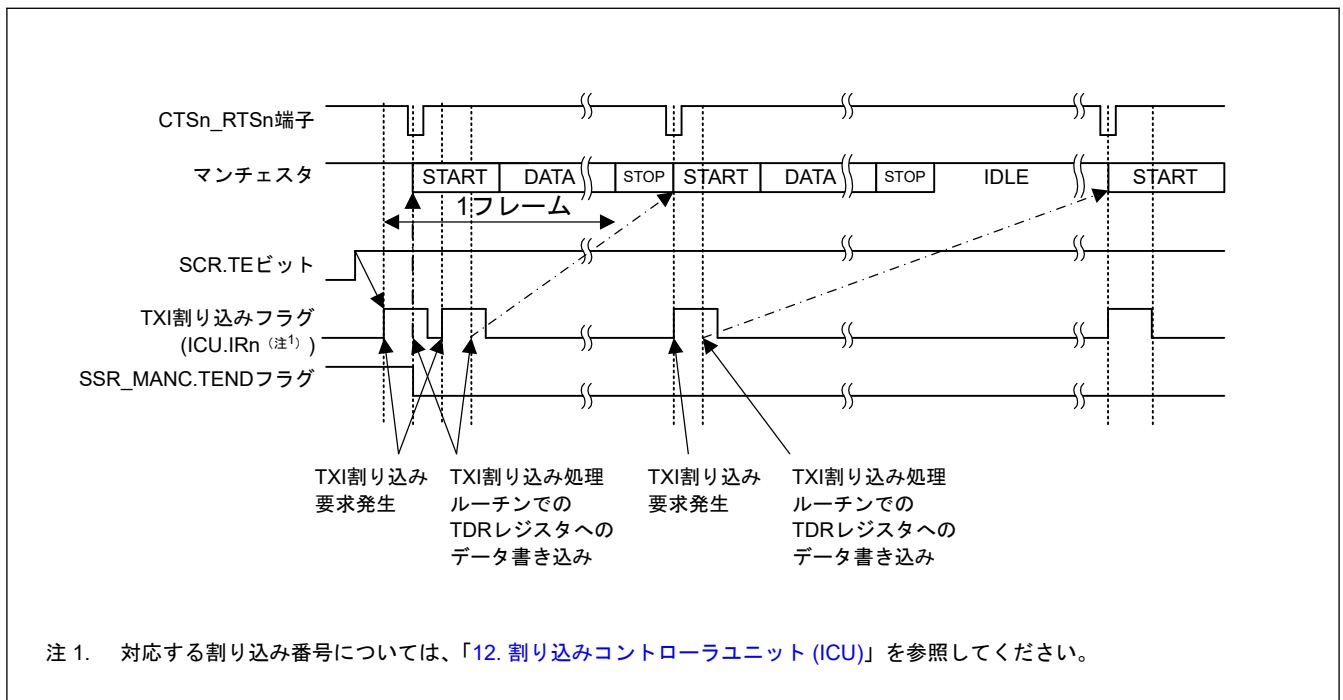 CTSn_RTSn端子
マンチェスタ
START DATA STOP START DATA STOP IDLE START
1フレーム
SCR.TEビット
TXI割り込みフラグ
(ICU.IRn（注1）)
SSR_MANC.TENDフラグ
TXI割り込み
要求発生
TXI割り込み処理
ルーチンでの
TDRレジスタへの
データ書き込み
TXI割り込み
要求発生
TXI割り込み処理
ルーチンでの
TDRレジスタへの
データ書き込み
注 1. 対応する割り込み番号については、「12. 割り込みコントローラユニット (ICU)」を参照してください。